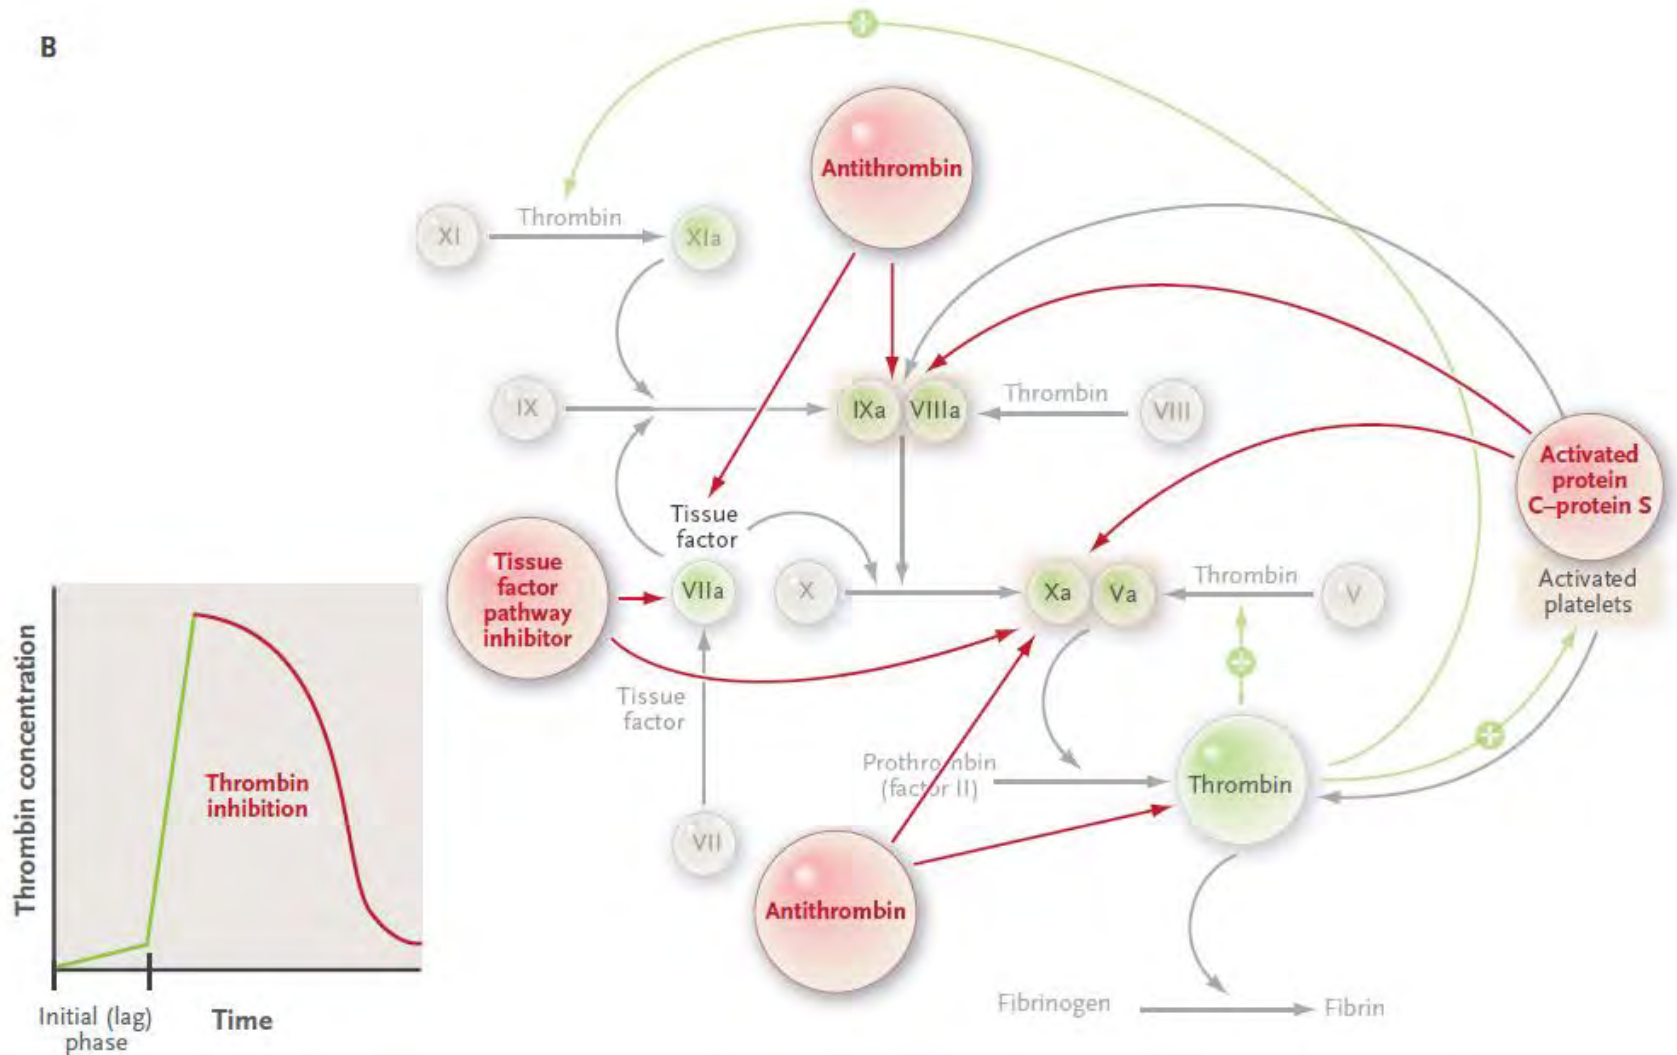 B
Antithrombin
XI
Thrombin
XIa
IX
IXa
VIIIa
Thrombin
VIII
Activated
protein
C–protein S
Tissue
factor
Tissue
factor
pathway
inhibitor
VIIa
X
Xa
Va
Thrombin
V
Activated
platelets
Tissue
factor
Prothrombin
(factor II)
Thrombin
VII
Antithrombin
Fibrinogen
Fibrin
Thrombin concentration
Thrombin
inhibition
Initial (lag)
phase
Time
+
+
+